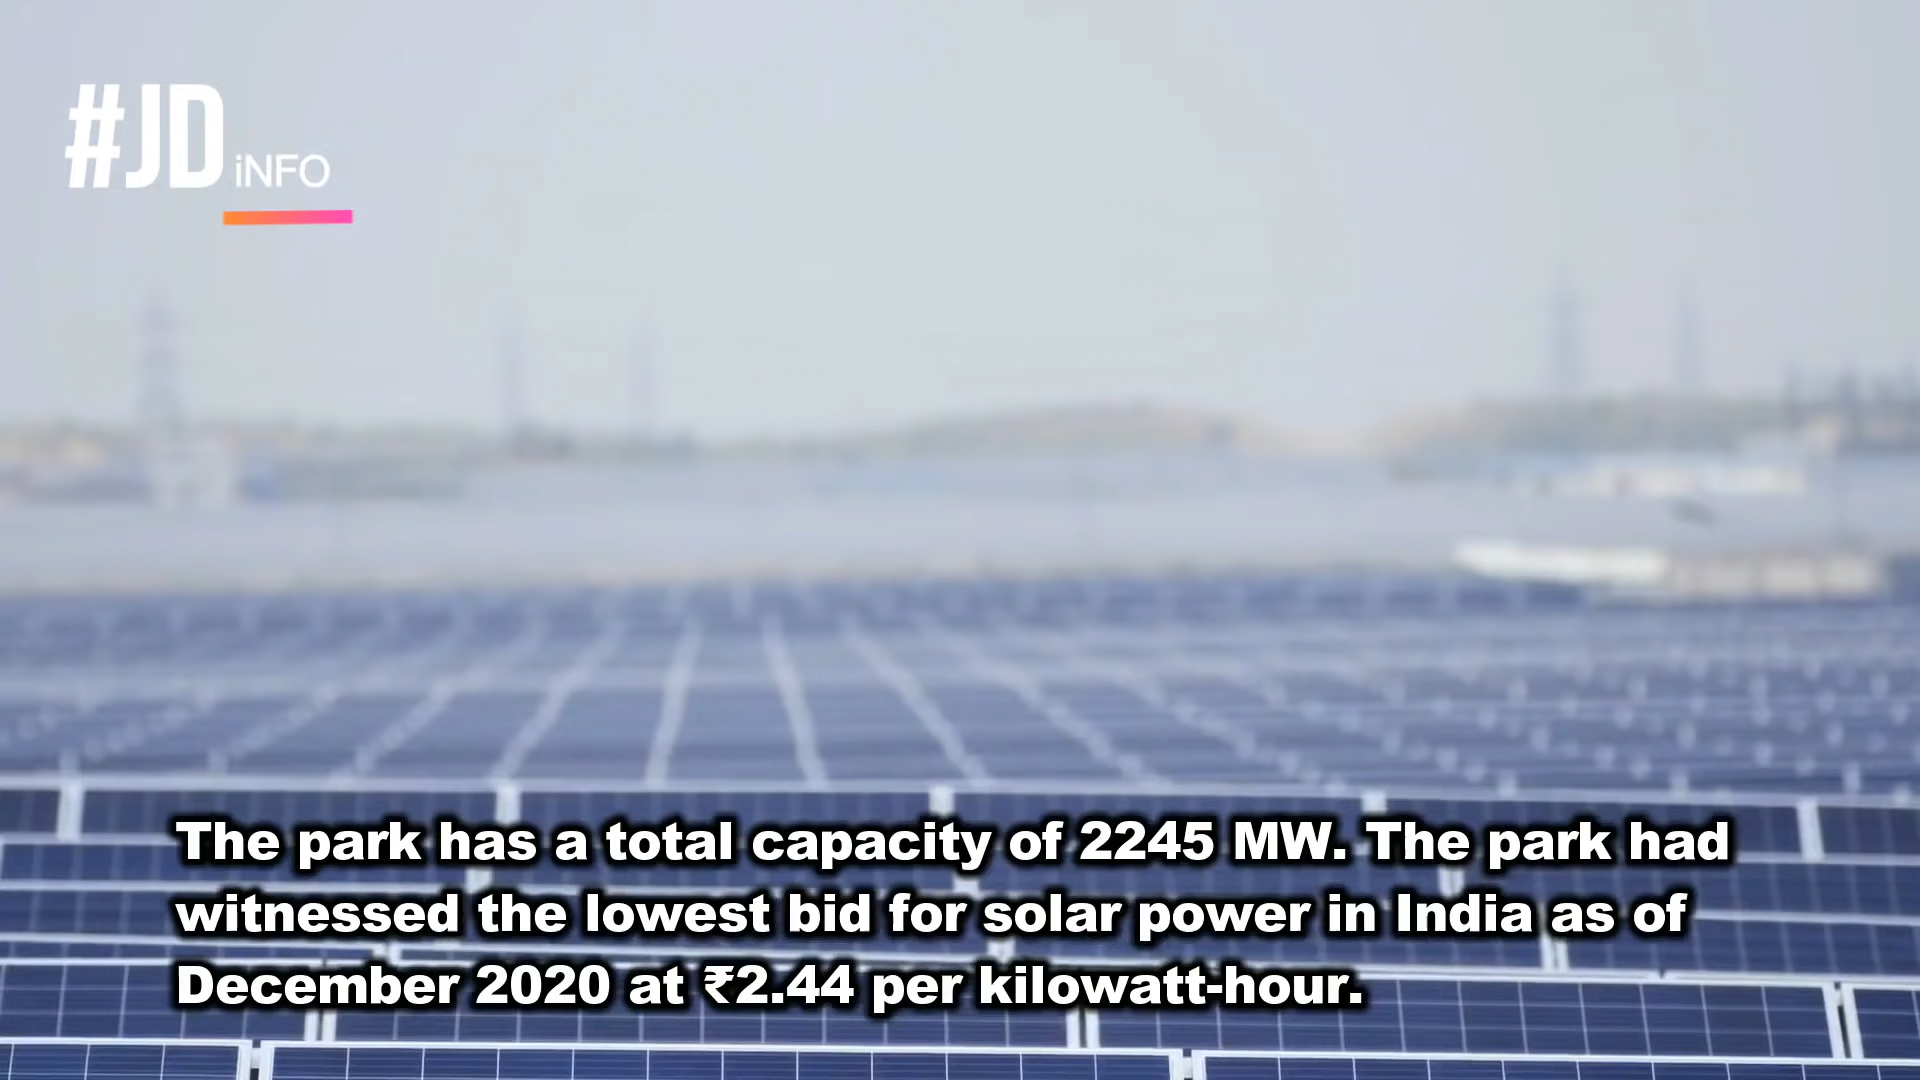 #JD iNFO
The park has a total capacity of 2245 MW. The park had
witnessed the lowest bid for solar power in India as of
December 2020 at ₹2.44 per kilowatt-hour.